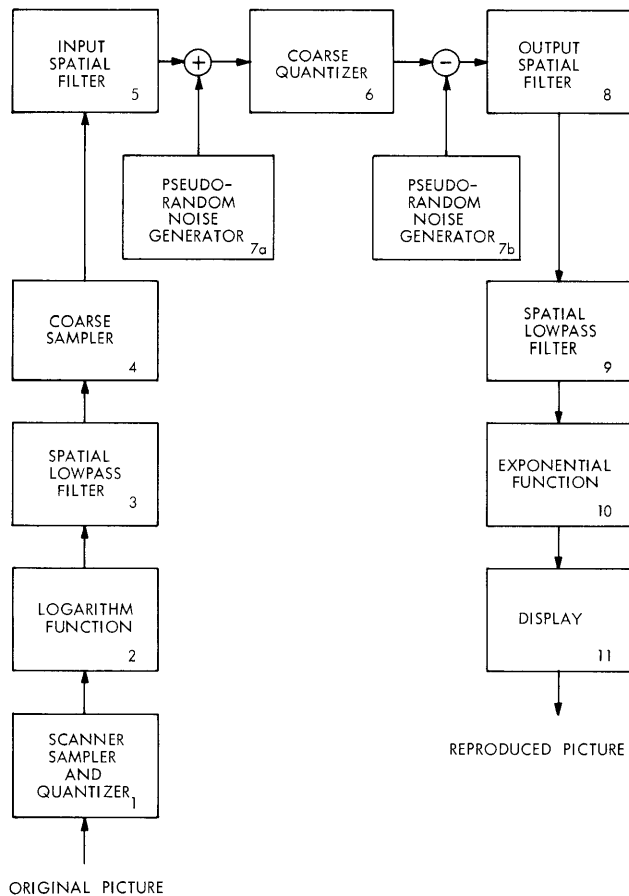 INPUT
SPATIAL
FILTER
5
+
COARSE
QUANTIZER
6
−
OUTPUT
SPATIAL
FILTER
8
PSEUDO-
RANDOM
NOISE
GENERATOR
7a
PSEUDO-
RANDOM
NOISE
GENERATOR
7b
COARSE
SAMPLER
4
SPATIAL
LOWPASS
FILTER
9
SPATIAL
LOWPASS
FILTER
3
EXPONENTIAL
FUNCTION
10
LOGARITHM
FUNCTION
2
DISPLAY
11
SCANNER
SAMPLER
AND
QUANTIZER
1
REPRODUCED PICTURE
ORIGINAL PICTURE